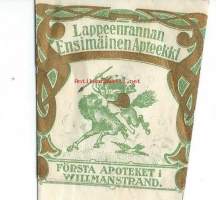 Lappeenrannan
Ensimäinen Apteekki
FÖRSTA APOTEKET i
WILLMANSTRAND.